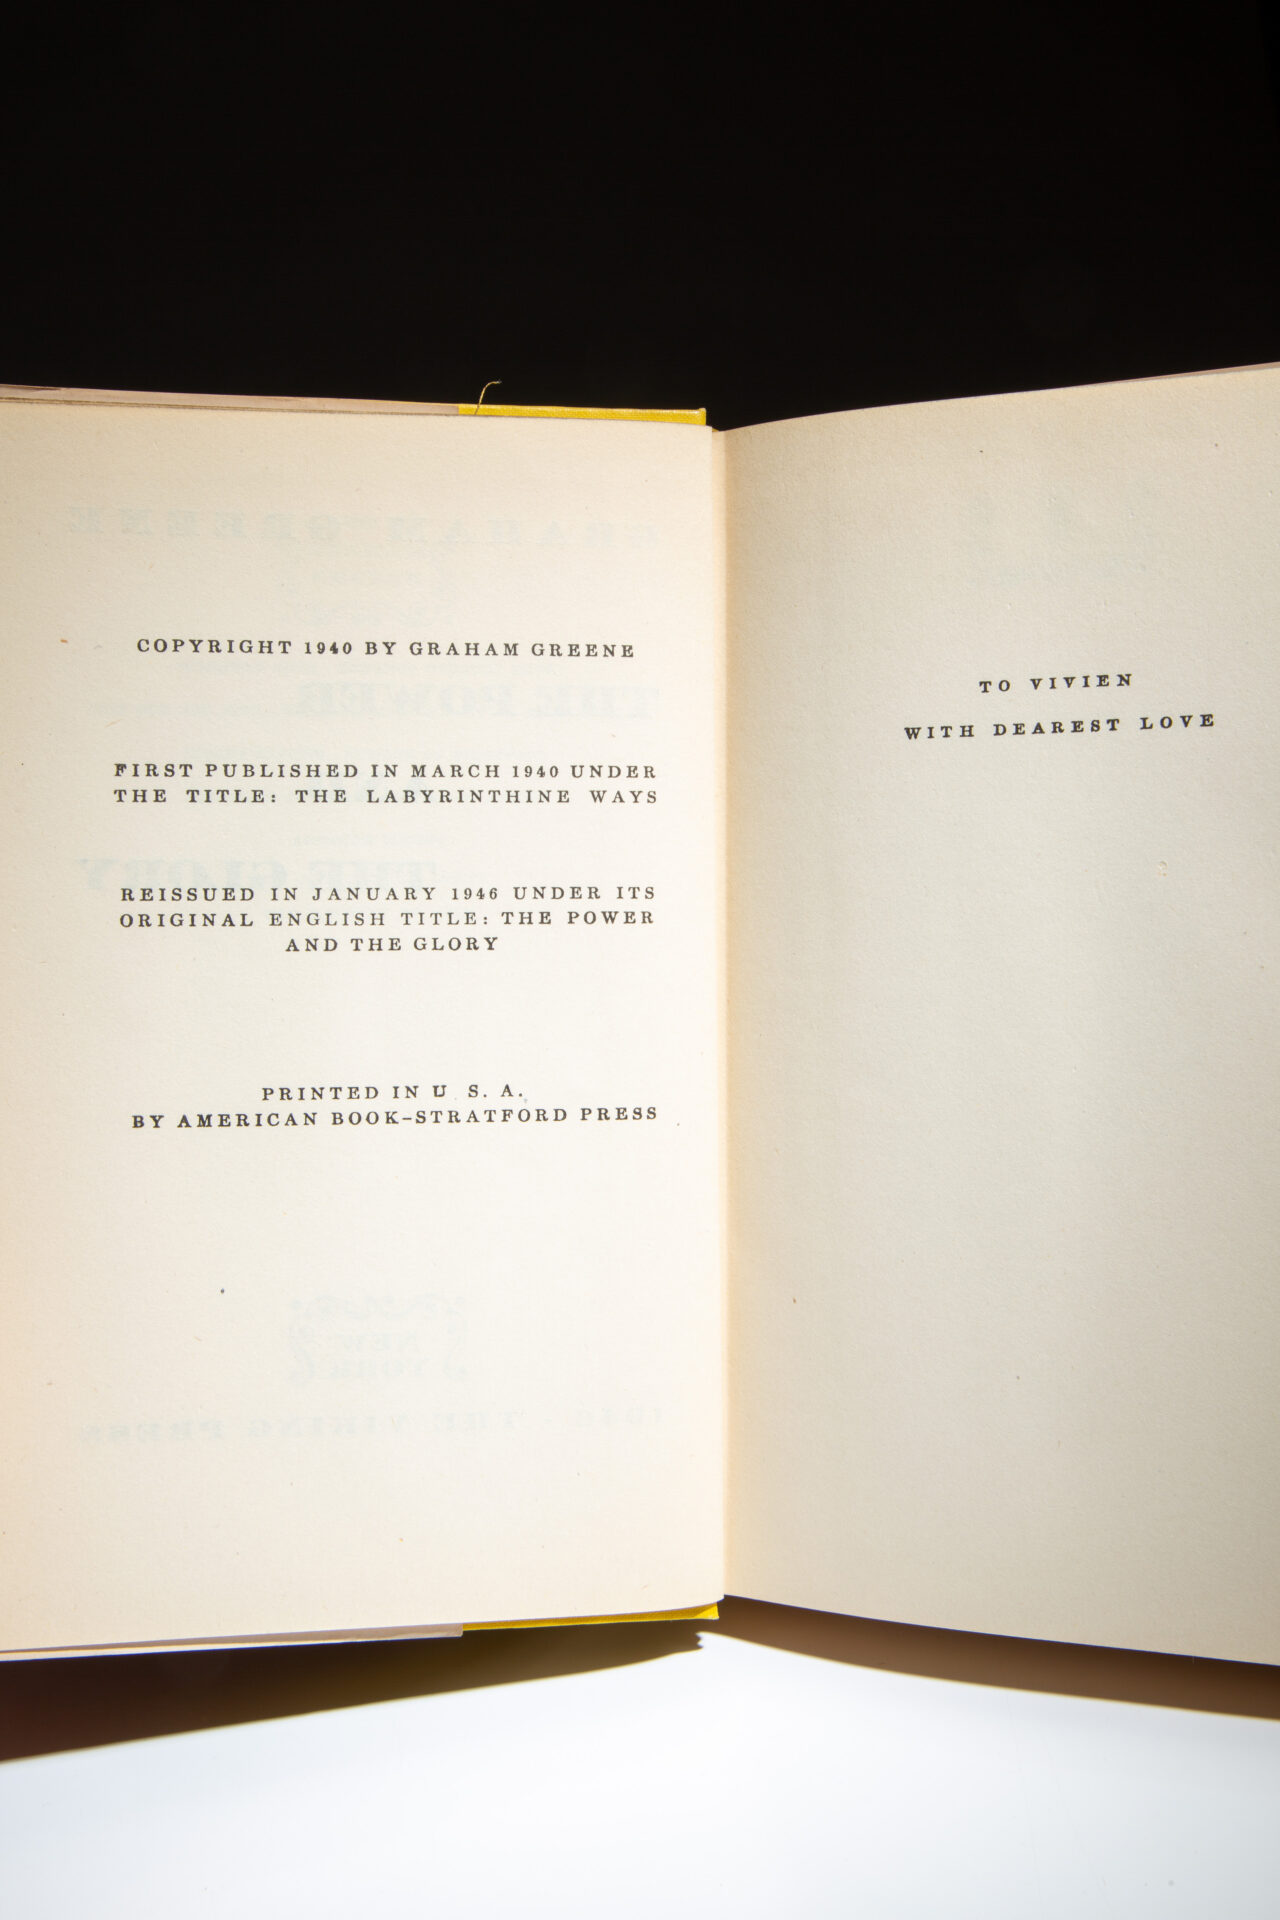 COPYRIGHT 1940 BY GRAHAM GREENE
FIRST PUBLISHED IN MARCH 1940 UNDER
THE TITLE: THE LABYRINTHINE WAYS
REISSUED IN JANUARY 1946 UNDER ITS
ORIGINAL ENGLISH TITLE: THE POWER
AND THE GLORY
PRINTED IN U S. A.
BY AMERICAN BOOK-STRATFORD PRESS
TO VIVIEN
WITH DEAREST LOVE